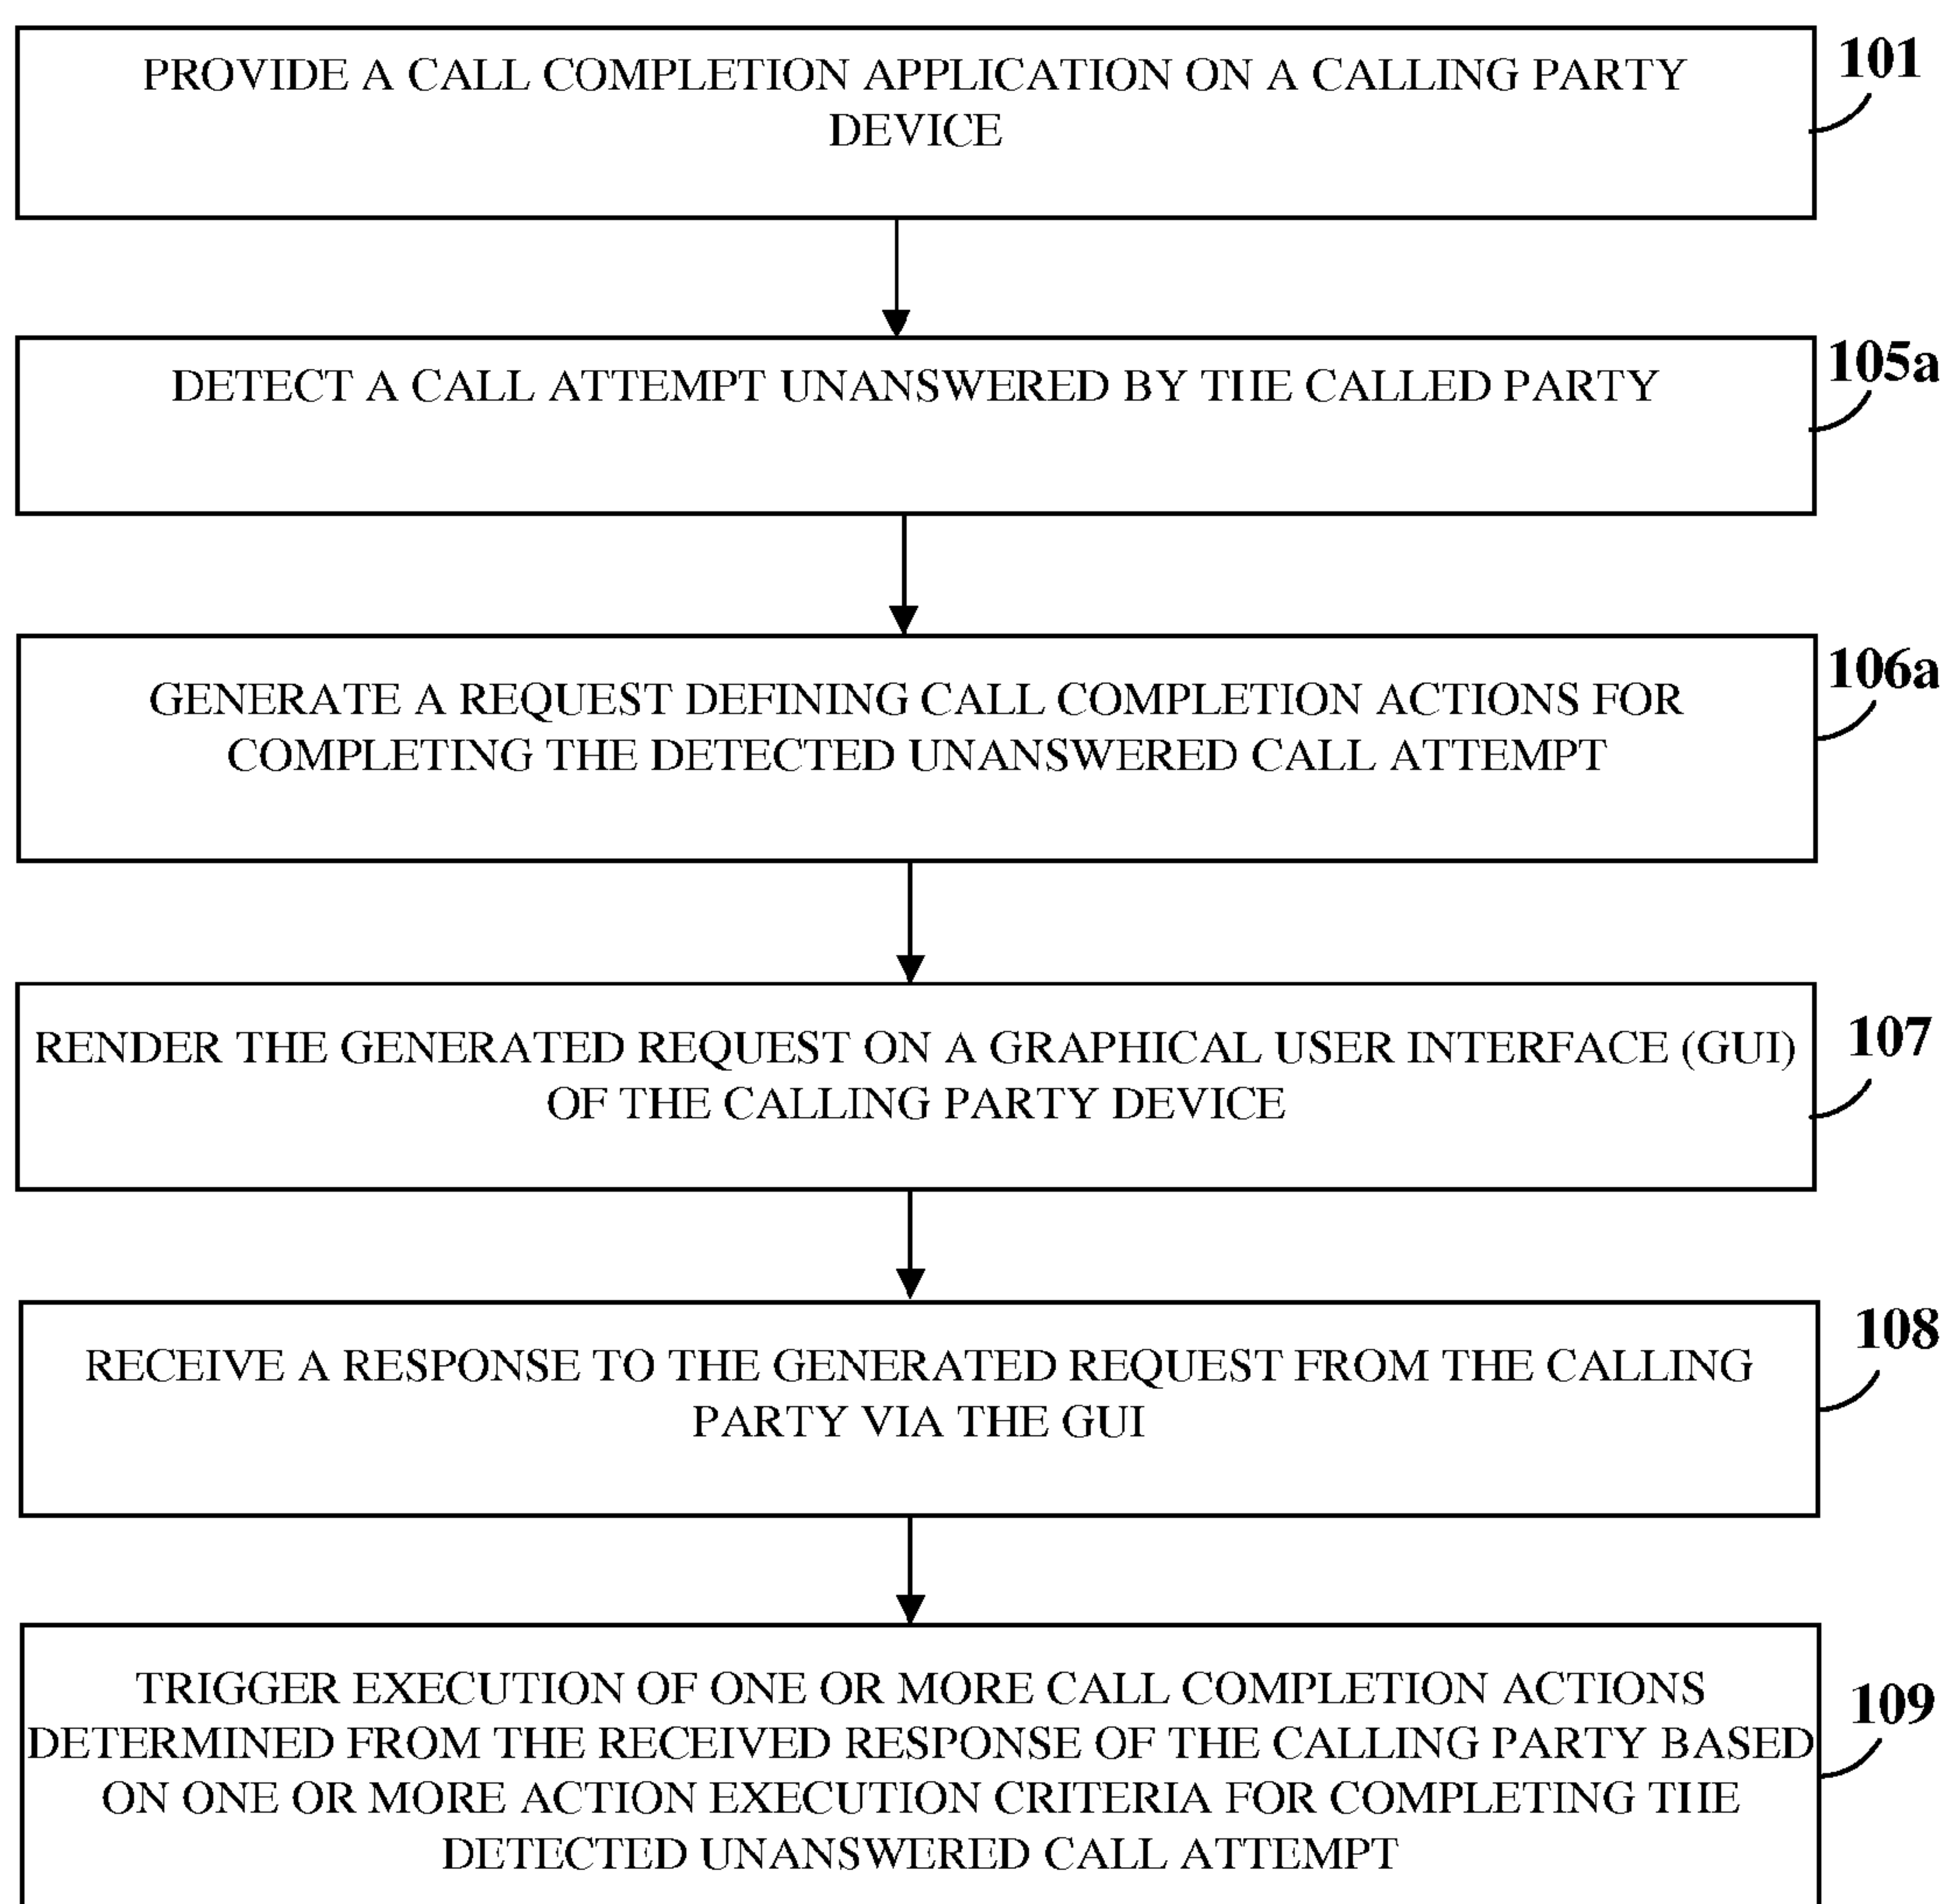 PROVIDE A CALL COMPLETION APPLICATION ON A CALLING PARTY
DEVICE
101
DETECT A CALL ATTEMPT UNANSWERED BY THE CALLED PARTY
105a
GENERATE A REQUEST DEFINING CALL COMPLETION ACTIONS FOR
COMPLETING THE DETECTED UNANSWERED CALL ATTEMPT
106a
RENDER THE GENERATED REQUEST ON A GRAPHICAL USER INTERFACE (GUI)
OF THE CALLING PARTY DEVICE
107
RECEIVE A RESPONSE TO THE GENERATED REQUEST FROM THE CALLING
PARTY VIA THE GUI
108
TRIGGER EXECUTION OF ONE OR MORE CALL COMPLETION ACTIONS
DETERMINED FROM THE RECEIVED RESPONSE OF THE CALLING PARTY BASED
ON ONE OR MORE ACTION EXECUTION CRITERIA FOR COMPLETING THE
DETECTED UNANSWERED CALL ATTEMPT
109